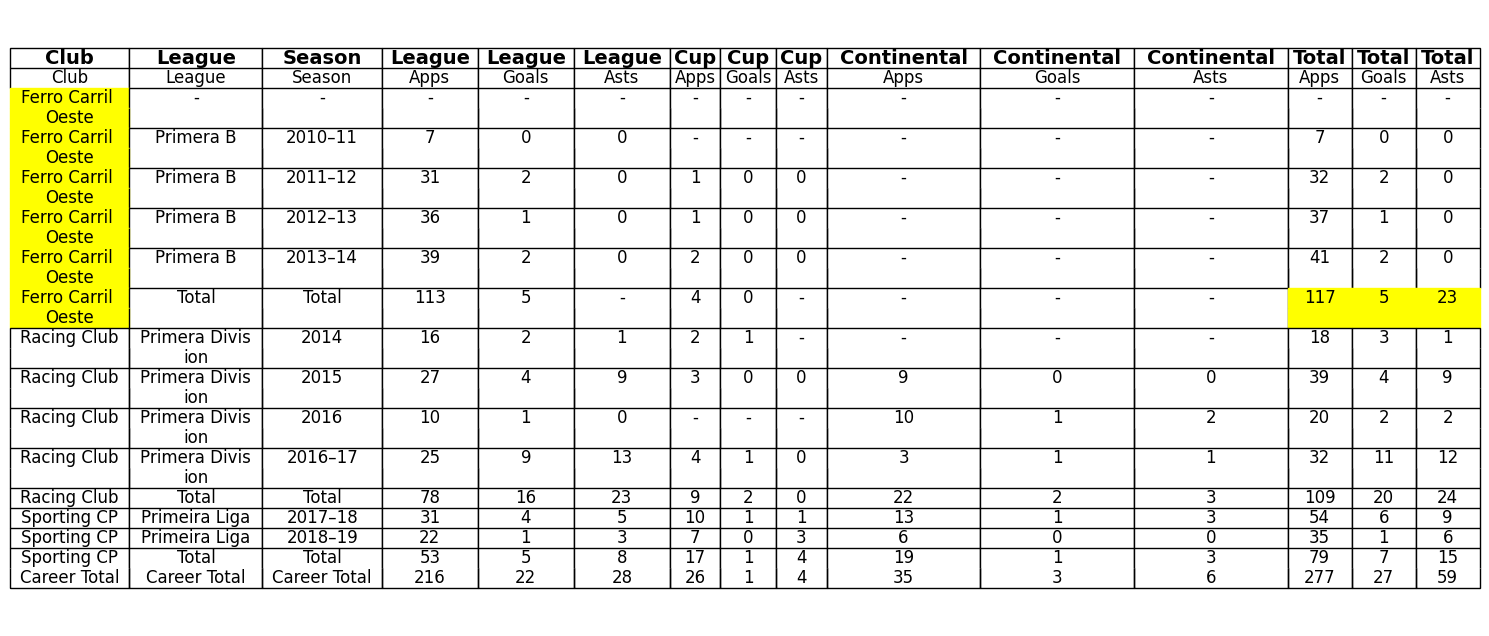 Club League Season League League League Cup Cup Cup Continental Continental Continental Total Total Total
Club League Season Apps Goals Asts Apps Goals Asts Apps Goals Asts Apps Goals Asts
Ferro Carril - - - - - - - - - - - - - -
Oeste
Ferro Carril Primera B 2010–11 7 0 0 - - - - - - 7 0 0
Oeste
Ferro Carril Primera B 2011–12 31 2 0 1 0 0 - - - 32 2 0
Oeste
Ferro Carril Primera B 2012–13 36 1 0 1 0 0 - - - 37 1 0
Oeste
Ferro Carril Primera B 2013–14 39 2 0 2 0 0 - - - 41 2 0
Oeste
Ferro Carril Total Total 113 5 - 4 0 - - - - 117 5 23
Oeste
Racing Club Primera Divis 2014 16 2 1 2 1 - - - - 18 3 1
ion
Racing Club Primera Divis 2015 27 4 9 3 0 0 9 0 0 39 4 9
ion
Racing Club Primera Divis 2016 10 1 0 - - - 10 1 2 20 2 2
ion
Racing Club Primera Divis 2016–17 25 9 13 4 1 0 3 1 1 32 11 12
ion
Racing Club Total Total 78 16 23 9 2 0 22 2 3 109 20 24
Sporting CP Primeira Liga 2017–18 31 4 5 10 1 1 13 1 3 54 6 9
Sporting CP Primeira Liga 2018–19 22 1 3 7 0 3 6 0 0 35 1 6
Sporting CP Total Total 53 5 8 17 1 4 19 1 3 79 7 15
Career Total Career Total Career Total 216 22 28 26 1 4 35 3 6 277 27 59